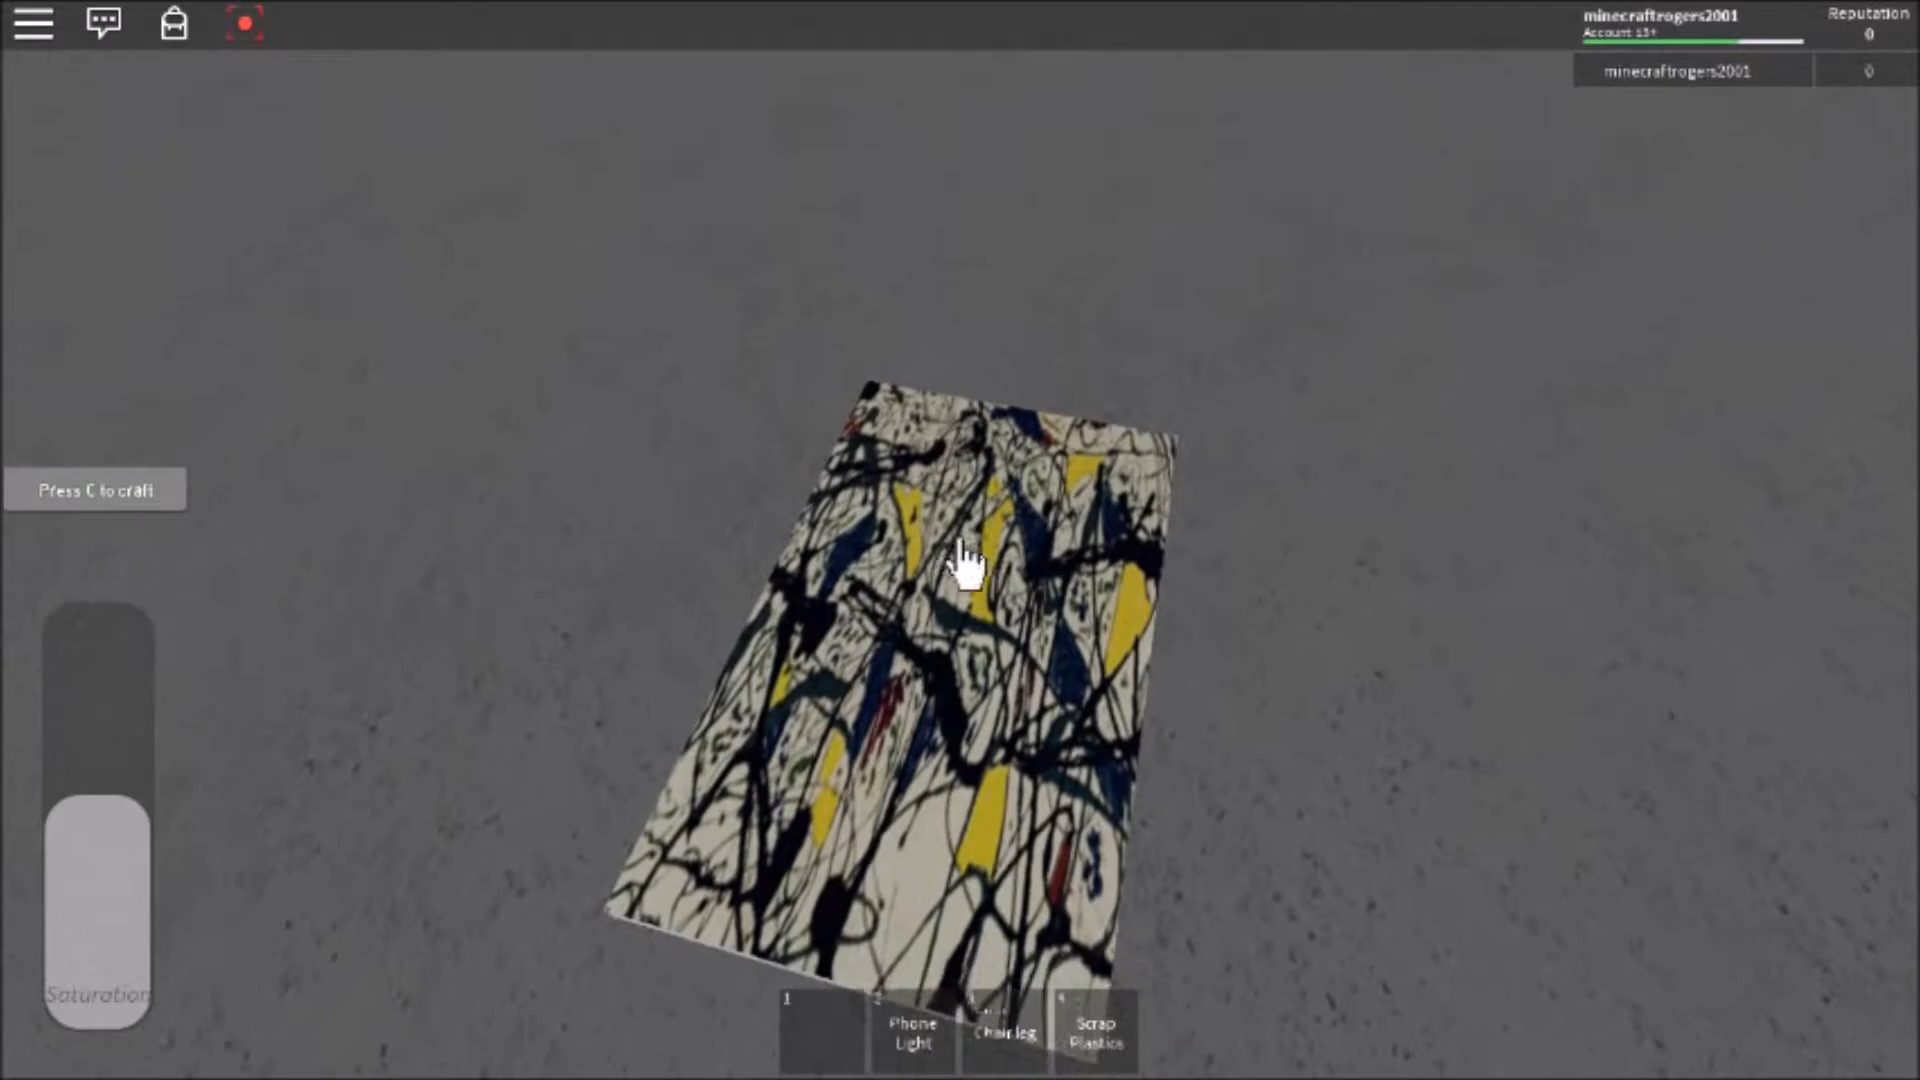 minecraftrogers2001
Account: 13+
Reputation
0
minecraftrogers2001
0
Press C to craft
Saturation
1
2
Phone
Light
3
Chair leg
4
Scrap
Plastics